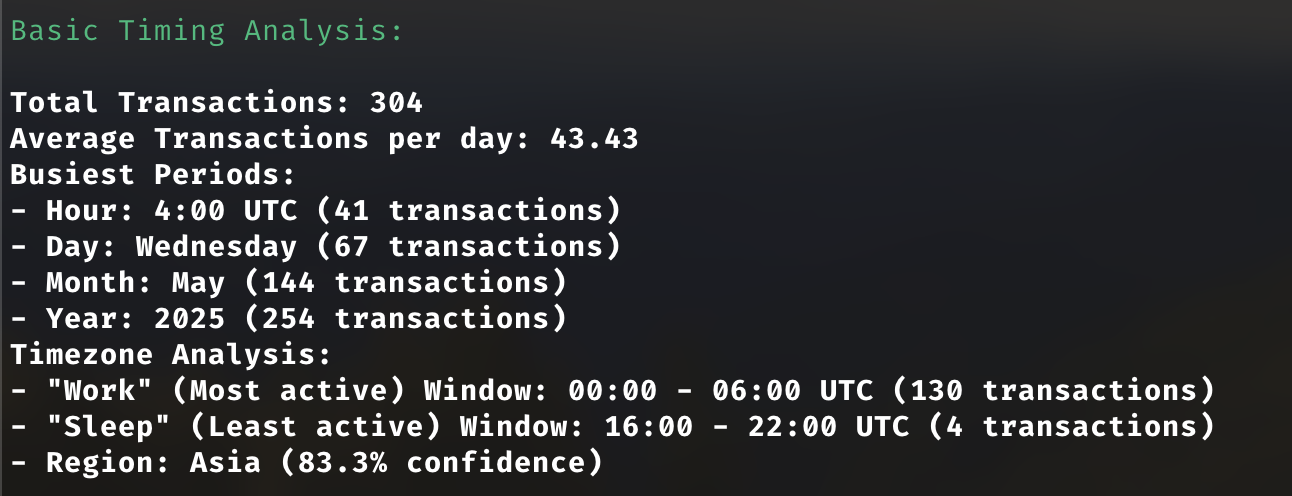 Basic Timing Analysis:
Total Transactions: 304
Average Transactions per day: 43.43
Busiest Periods:
- Hour: 4:00 UTC (41 transactions)
- Day: Wednesday (67 transactions)
- Month: May (144 transactions)
- Year: 2025 (254 transactions)
Timezone Analysis:
- "Work" (Most active) Window: 00:00 - 06:00 UTC (130 transactions)
- "Sleep" (Least active) Window: 16:00 - 22:00 UTC (4 transactions)
- Region: Asia (83.3% confidence)